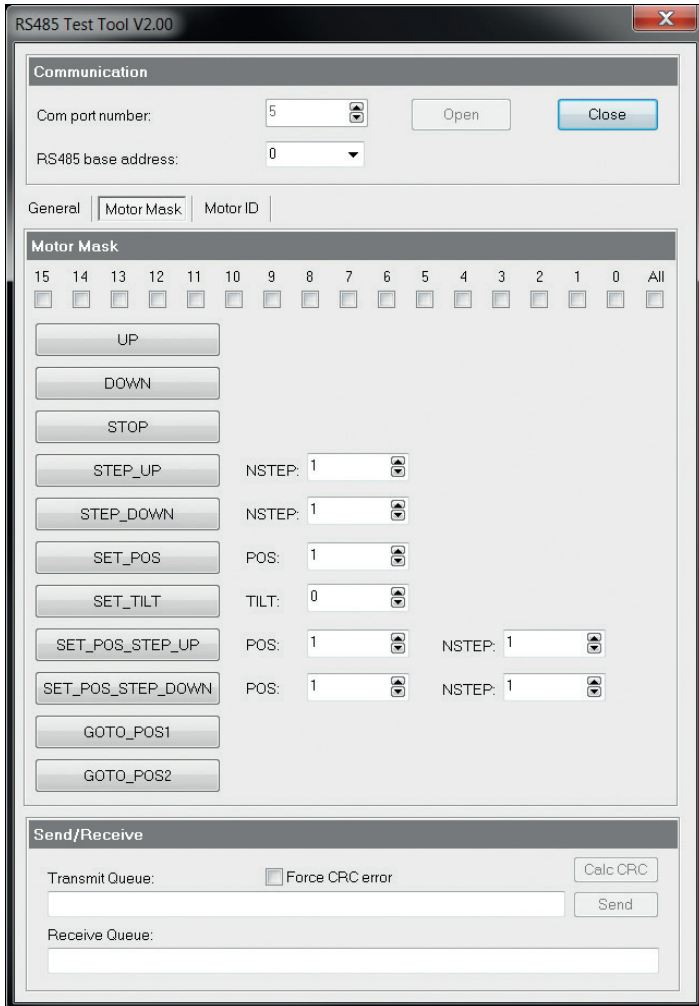 RS485 Test Tool V2.00
Communication
Com port number: 5 Open Close
RS485 base address: 0
General Motor Mask Motor ID
Motor Mask
15 14 13 12 11 10 9 8 7 6 5 4 3 2 1 0 All
UP
DOWN
STOP
STEP_UP NSTEP: 1
STEP_DOWN NSTEP: 1
SET_POS POS: 1
SET_TILT TILT: 0
SET_POS_STEP_UP POS: 1 NSTEP: 1
SET_POS_STEP_DOWN POS: 1 NSTEP: 1
GOTO_POS1
GOTO_POS2
Send/Receive
Transmit Queue: Force CRC error Calc CRC
Send
Receive Queue: